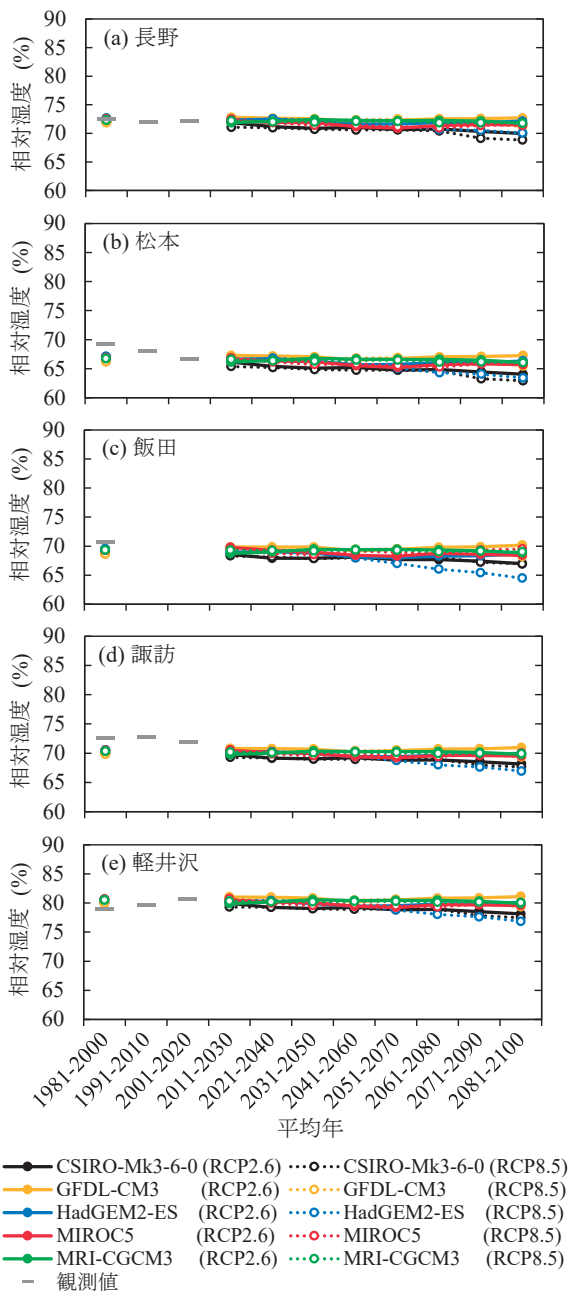 90
85
80
75
70
65
60
相対湿度 (%)
(a) 長野
90
85
80
75
70
65
60
相対湿度 (%)
(b) 松本
90
85
80
75
70
65
60
相対湿度 (%)
(c) 飯田
90
85
80
75
70
65
60
相対湿度 (%)
(d) 諏訪
90
85
80
75
70
65
60
相対湿度 (%)
(e) 軽井沢
1981-2000
1991-2010
2001-2020
2011-2030
2021-2040
2031-2050
2041-2060
2051-2070
2061-2080
2071-2090
2081-2100
平均年
CSIRO-Mk3-6-0 (RCP2.6) CSIRO-Mk3-6-0 (RCP8.5)
GFDL-CM3 (RCP2.6) GFDL-CM3 (RCP8.5)
HadGEM2-ES (RCP2.6) HadGEM2-ES (RCP8.5)
MIROC5 (RCP2.6) MIROC5 (RCP8.5)
MRI-CGCM3 (RCP2.6) MRI-CGCM3 (RCP8.5)
観測値